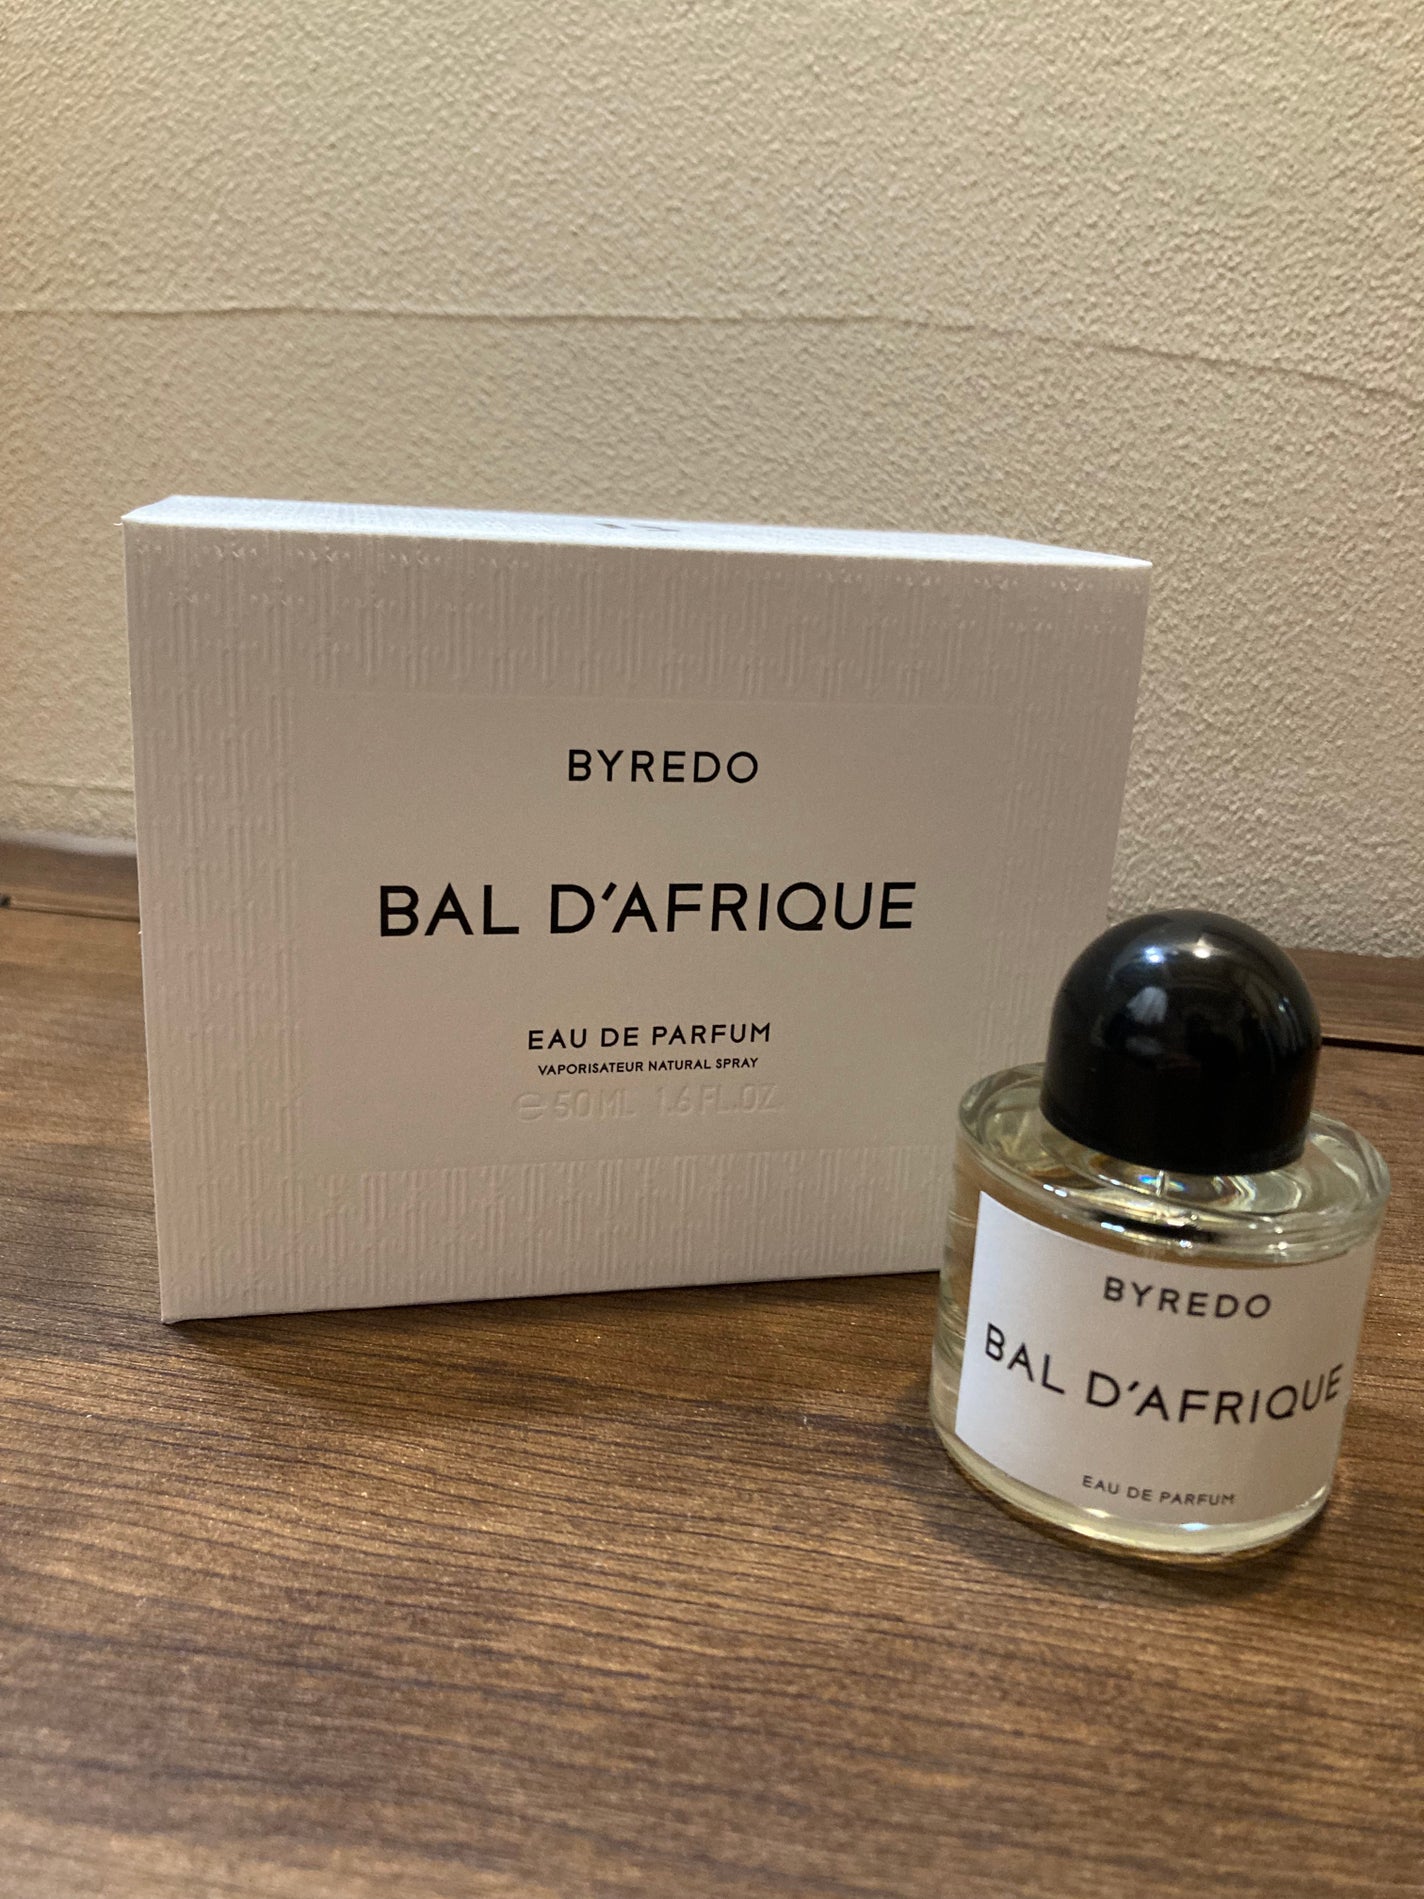 BYREDO
BAL D'AFRIQUE
EAU DE PARFUM
VAPORISATEUR NATURAL SPRAY
℮ 50 ML 1.6 FL.OZ.
BYREDO
BAL D'AFRIQUE
EAU DE PARFUM